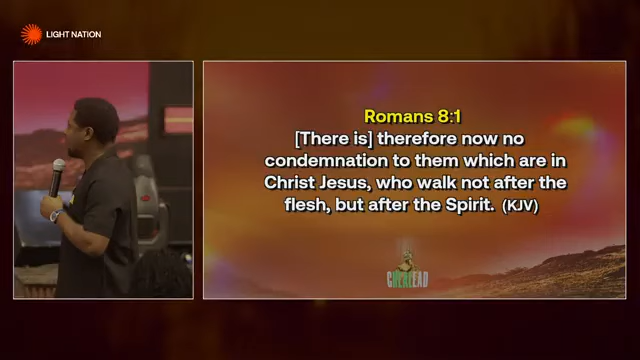 LIGHT NATION
Romans 8:1
[There is] therefore now no
condemnation to them which are in
Christ Jesus, who walk not after the
flesh, but after the Spirit. (KJV)